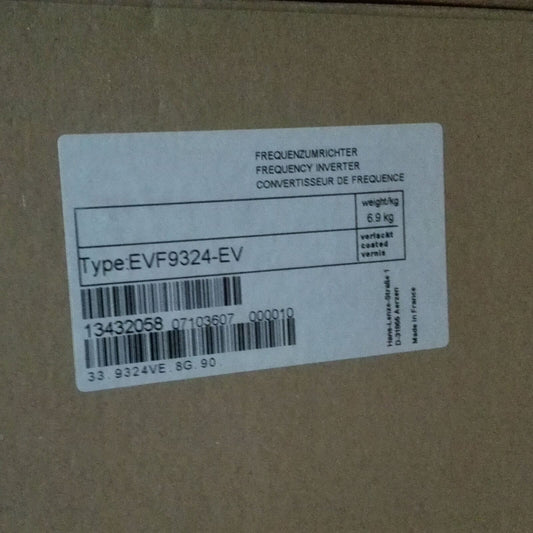 FREQUENZUMRICHTER
FREQUENCY INVERTER
CONVERTISSEUR DE FREQUENCE
weight/kg
6.9 kg
verlackt
coated
vernis
Type:EVF9324-EV
13432058 07103607 000010
33.9324VE.8G.90.
Hans-Lenze-Straße 1
D-31855 Aerzen
Made in France